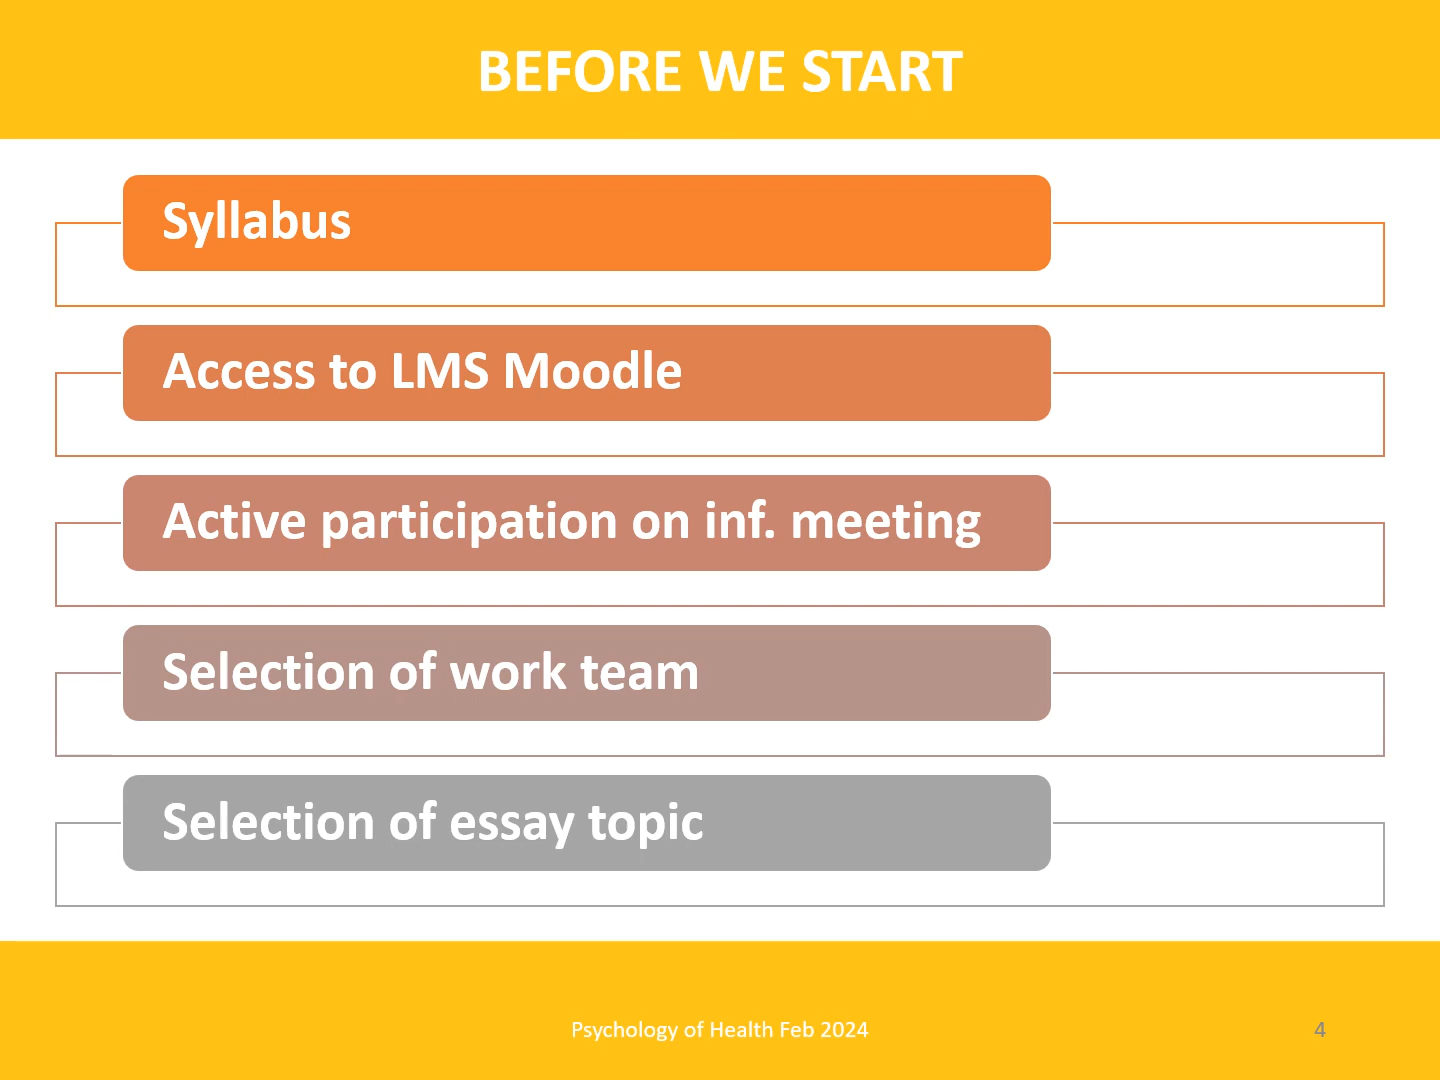 BEFORE WE START
Syllabus
Access to LMS Moodle
Active participation on inf. meeting
Selection of work team
Selection of essay topic
Psychology of Health Feb 2024
4